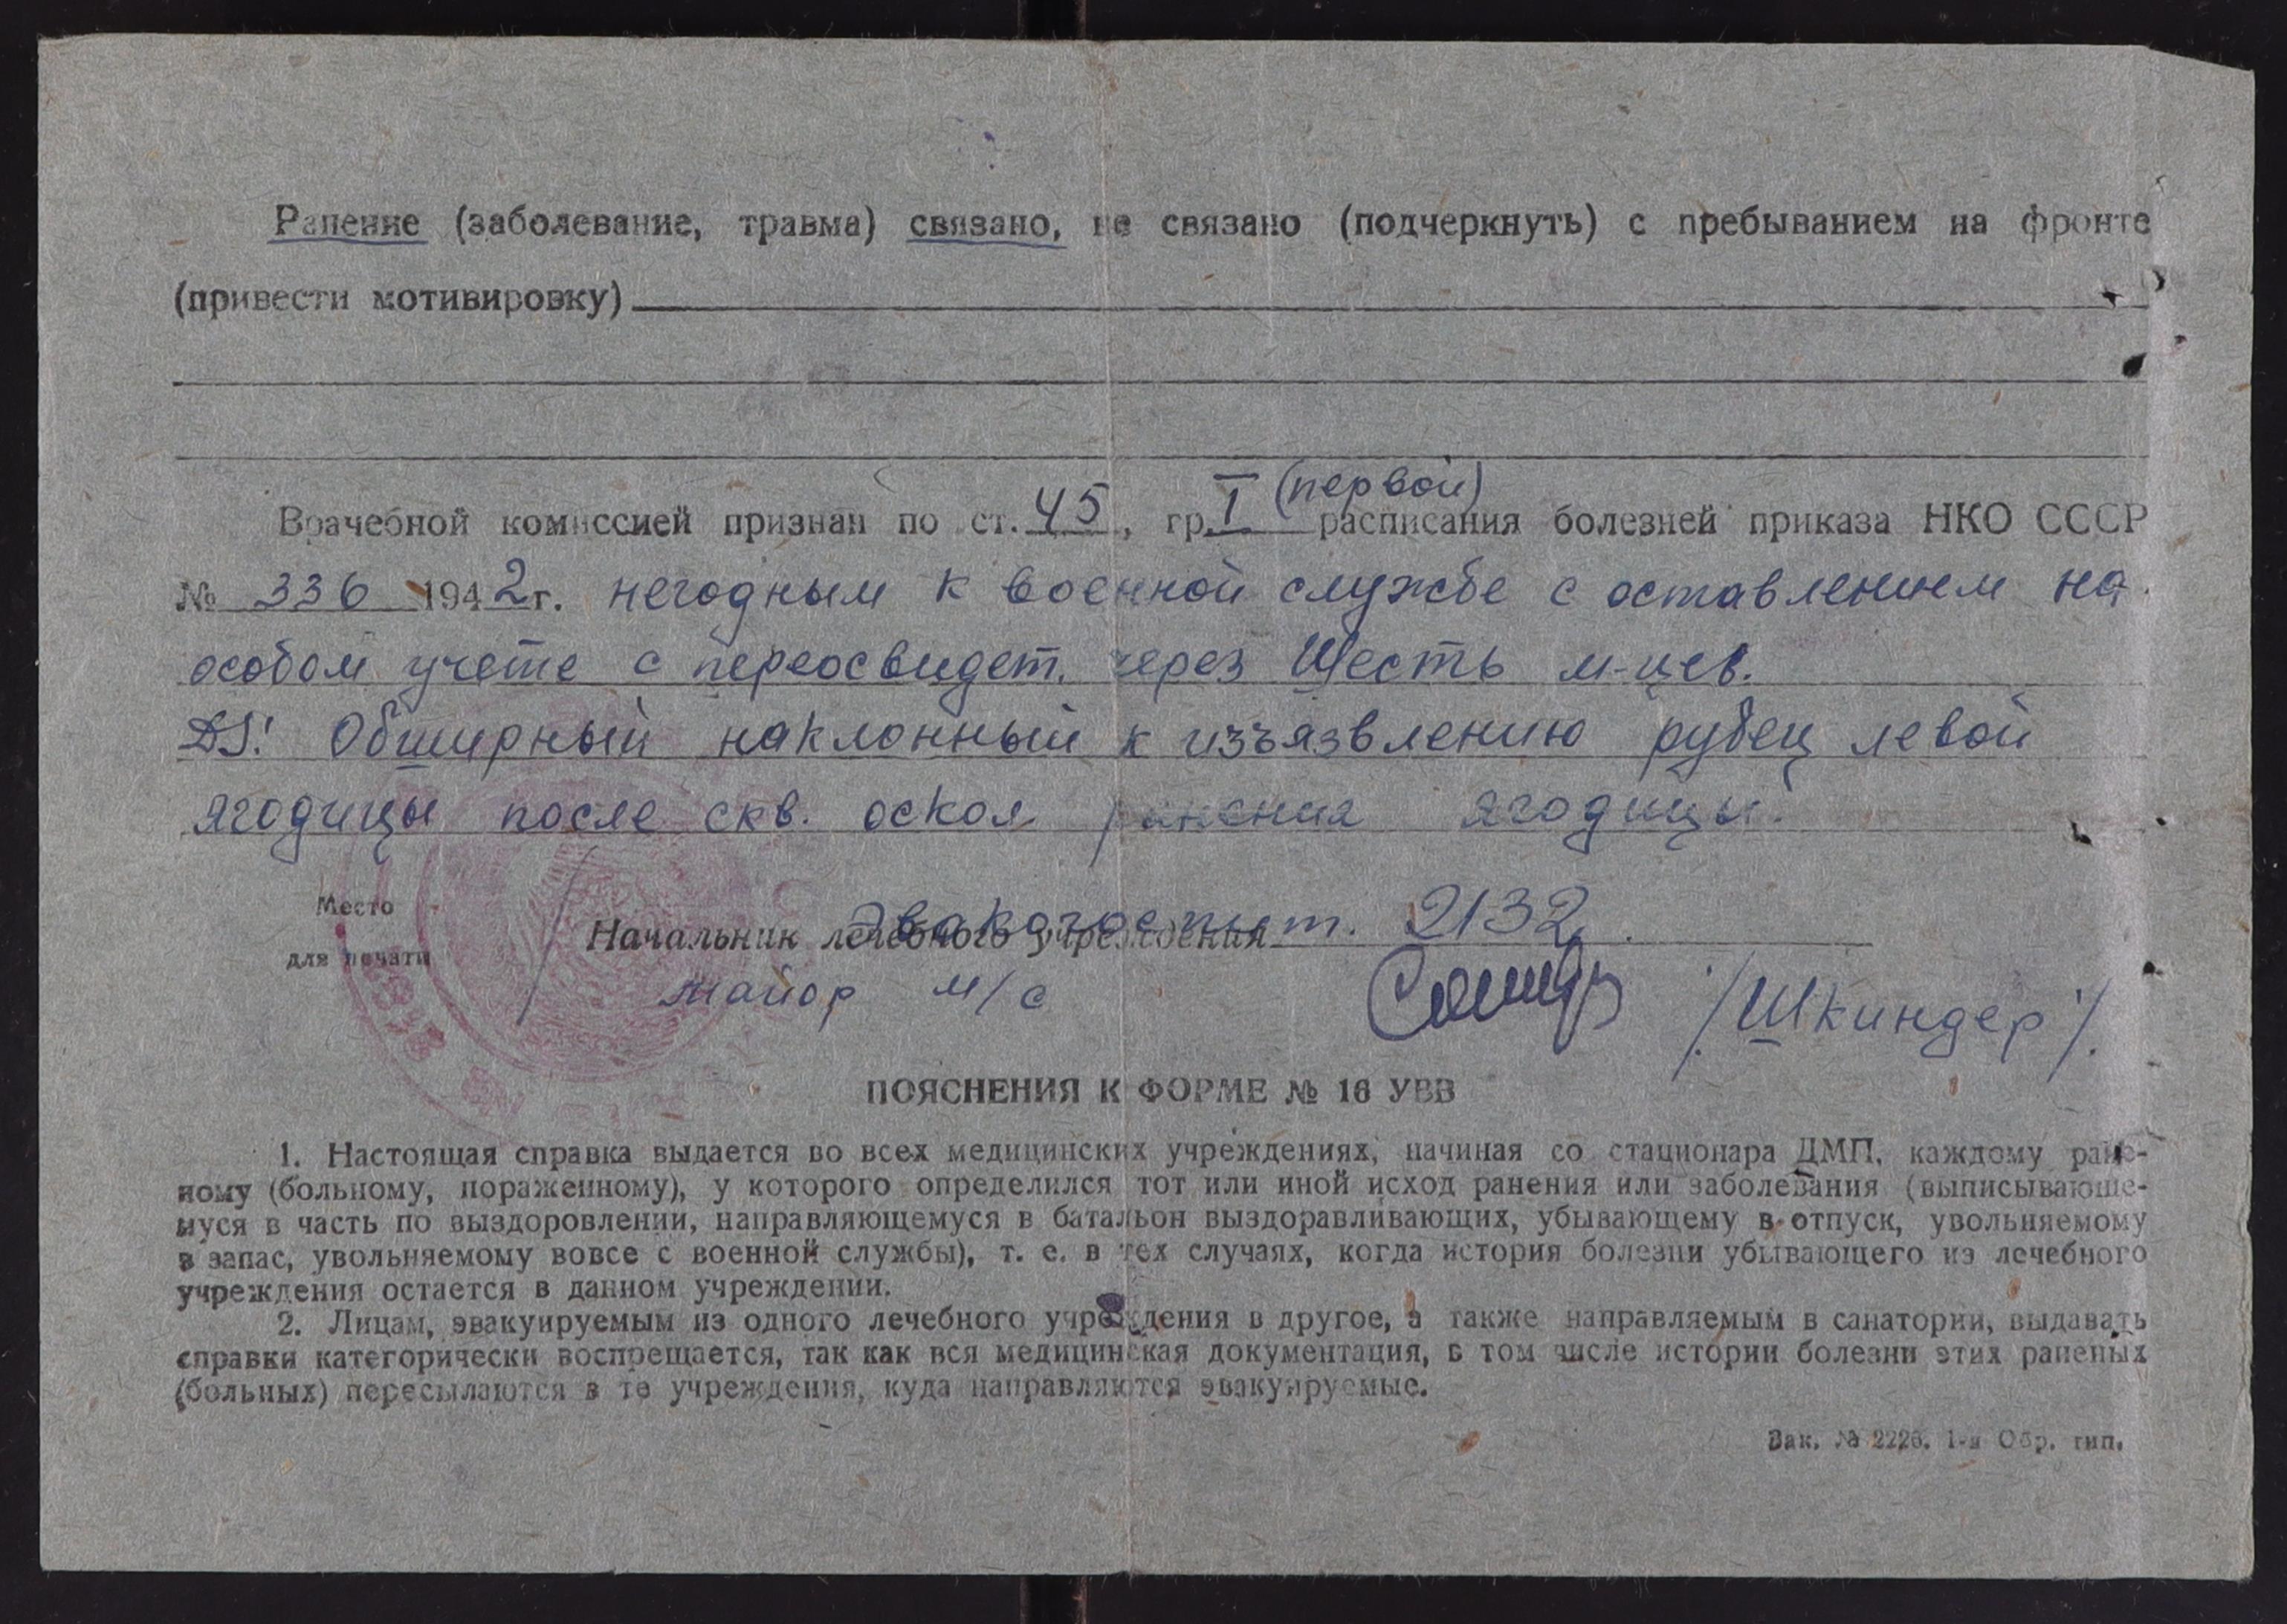 Ранение (заболевание, травма) связано, не связано (подчеркнуть) с пребыванием на фронте
(привести мотивировку)
Врачебной комиссией признан по ст. 45, гр. I (первой) расписания болезней приказа НКО СССР
№ 336 1942 г. негодным к военной службе с оставлением на
особом учете с переосвидет. через Шесть м-цев.
DS! Обширный наклонный к изъязвлению рубец левой
ягодицы после скв. оскол ранения ягодицы.
Место
для печати
Начальник лечебного учреждения Эвакогоспит. 2132
майор м/с /Шкиндер/
ПОЯСНЕНИЯ К ФОРМЕ № 16 УВВ
1. Настоящая справка выдается во всех медицинских учреждениях, начиная со стационара ДМП, каждому ране-
ному (больному, пораженному), у которого определился тот или иной исход ранения или заболевания (выписывающе-
муся в часть по выздоровлении, направляющемуся в батальон выздоравливающих, убывающему в отпуск, увольняемому
в запас, увольняемому вовсе с военной службы), т. е. в тех случаях, когда история болезни убывающего из лечебного
учреждения остается в данном учреждении.
2. Лицам, эвакуируемым из одного лечебного учреждения в другое, а также направляемым в санатории, выдавать
справки категорически воспрещается, так как вся медицинская документация, в том числе истории болезни этих раненых
(больных) пересылаются в те учреждения, куда направляются эвакуируемые.
Зак. № 2226. 1-я Обр. тип.